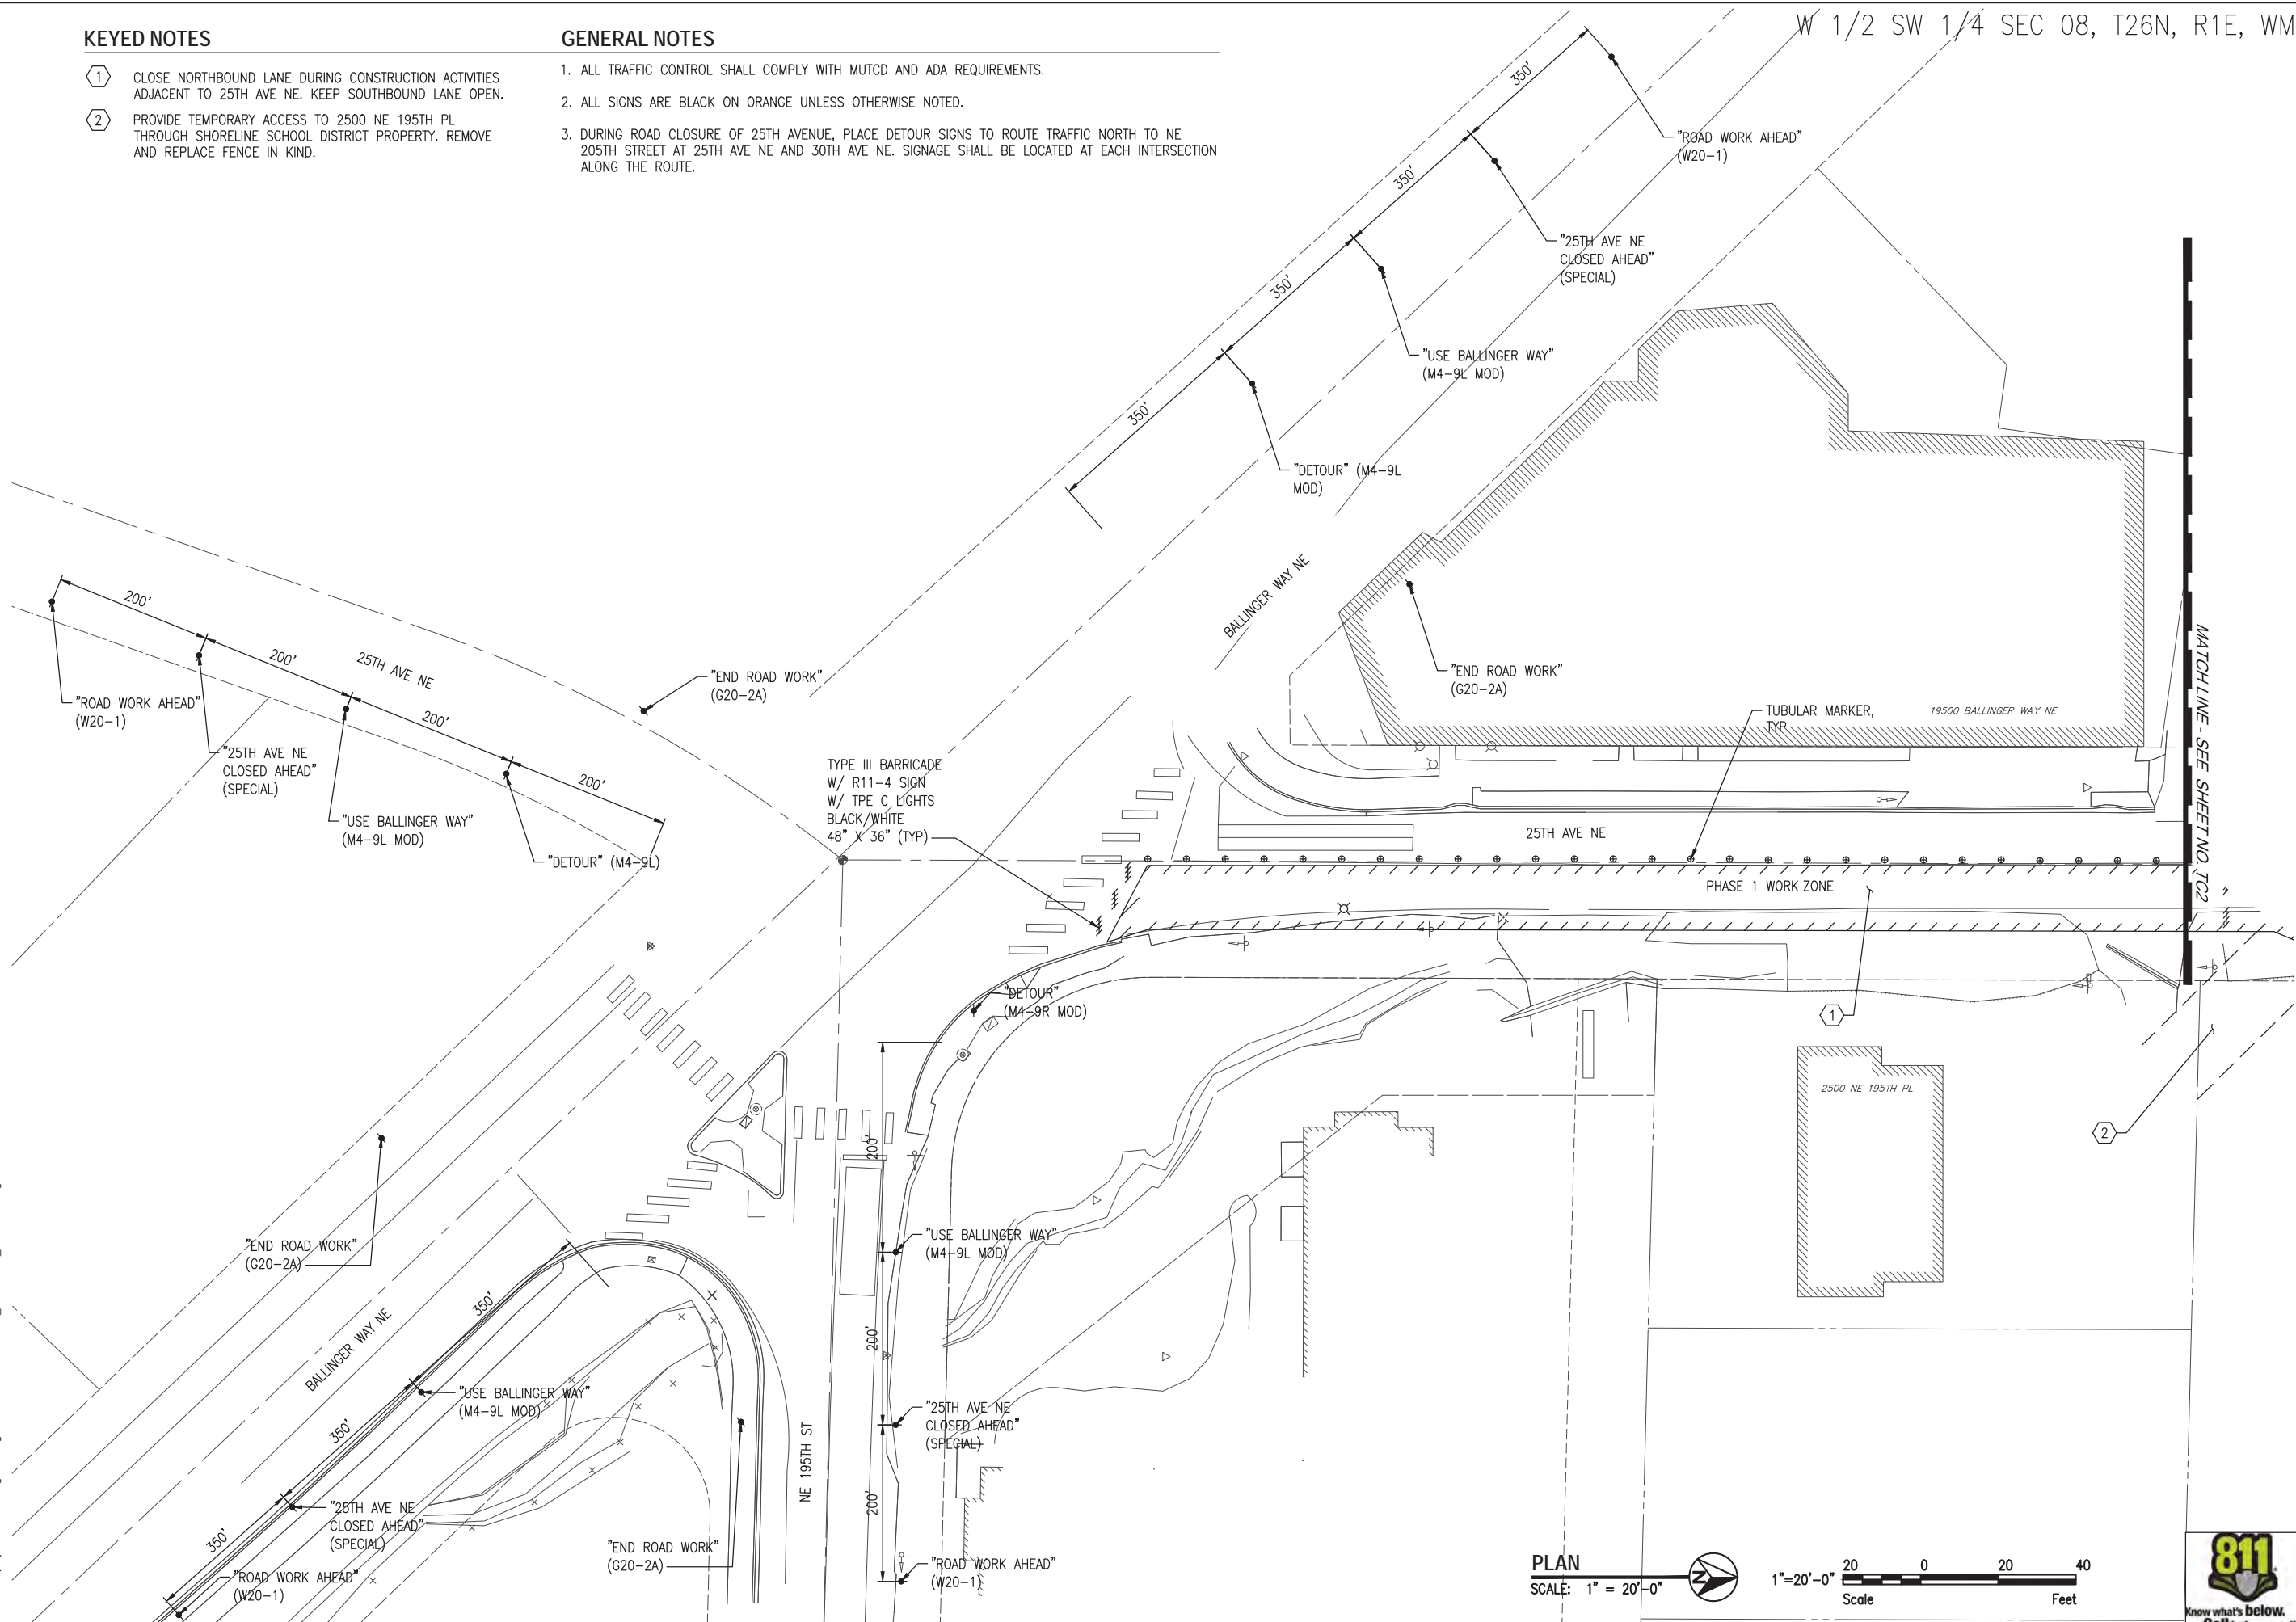 W 1/2 SW 1/4 SEC 08, T26N, R1E, WM
KEYED NOTES
1 CLOSE NORTHBOUND LANE DURING CONSTRUCTION ACTIVITIES
ADJACENT TO 25TH AVE NE. KEEP SOUTHBOUND LANE OPEN.
2 PROVIDE TEMPORARY ACCESS TO 2500 NE 195TH PL
THROUGH SHORELINE SCHOOL DISTRICT PROPERTY. REMOVE
AND REPLACE FENCE IN KIND.
GENERAL NOTES
1. ALL TRAFFIC CONTROL SHALL COMPLY WITH MUTCD AND ADA REQUIREMENTS.
2. ALL SIGNS ARE BLACK ON ORANGE UNLESS OTHERWISE NOTED.
3. DURING ROAD CLOSURE OF 25TH AVENUE, PLACE DETOUR SIGNS TO ROUTE TRAFFIC NORTH TO NE
205TH STREET AT 25TH AVE NE AND 30TH AVE NE. SIGNAGE SHALL BE LOCATED AT EACH INTERSECTION
ALONG THE ROUTE.
350'
"ROAD WORK AHEAD"
(W20-1)
350'
"25TH AVE NE
CLOSED AHEAD"
(SPECIAL)
350'
"USE BALLINGER WAY"
(M4-9L MOD)
350'
"DETOUR" (M4-9L
MOD)
BALLINGER WAY NE
200'
200'
25TH AVE NE
200'
200'
"ROAD WORK AHEAD"
(W20-1)
"25TH AVE NE
CLOSED AHEAD"
(SPECIAL)
"USE BALLINGER WAY"
(M4-9L MOD)
"DETOUR" (M4-9L)
"END ROAD WORK"
(G20-2A)
"END ROAD WORK"
(G20-2A)
TUBULAR MARKER,
TYP
19500 BALLINGER WAY NE
MATCH LINE - SEE SHEET NO. TC2
TYPE III BARRICADE
W/ R11-4 SIGN
W/ TPE C LIGHTS
BLACK/WHITE
48" X 36" (TYP)
25TH AVE NE
PHASE 1 WORK ZONE
"DETOUR"
(M4-9R MOD)
1
2500 NE 195TH PL
2
200'
"USE BALLINGER WAY"
(M4-9L MOD)
200'
"25TH AVE NE
CLOSED AHEAD"
(SPECIAL)
200'
"ROAD WORK AHEAD"
(W20-1)
NE 195TH ST
"END ROAD WORK"
(G20-2A)
BALLINGER WAY NE
350'
"USE BALLINGER WAY"
(M4-9L MOD)
350'
"25TH AVE NE
CLOSED AHEAD"
(SPECIAL)
350'
"ROAD WORK AHEAD"
(W20-1)
"END ROAD WORK"
(G20-2A)
PLAN
SCALE: 1" = 20'-0"
N
1"=20'-0"
20 0 20 40
Scale Feet
811
Know what's below.